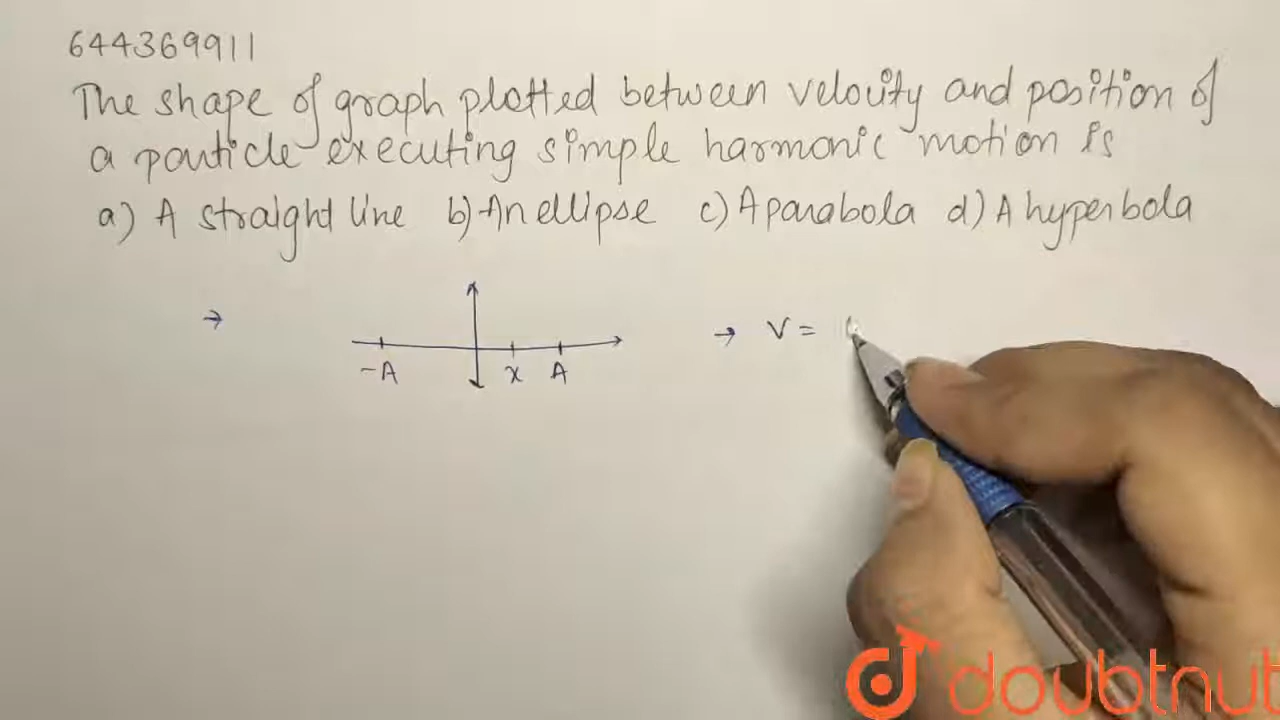 644369911
The shape of graph plotted between velocity and position of
a particle executing simple harmonic motion is
a) A straight line b) An ellipse c) A parabola d) A hyperbola
→ → V =
-A x A
doubtnut